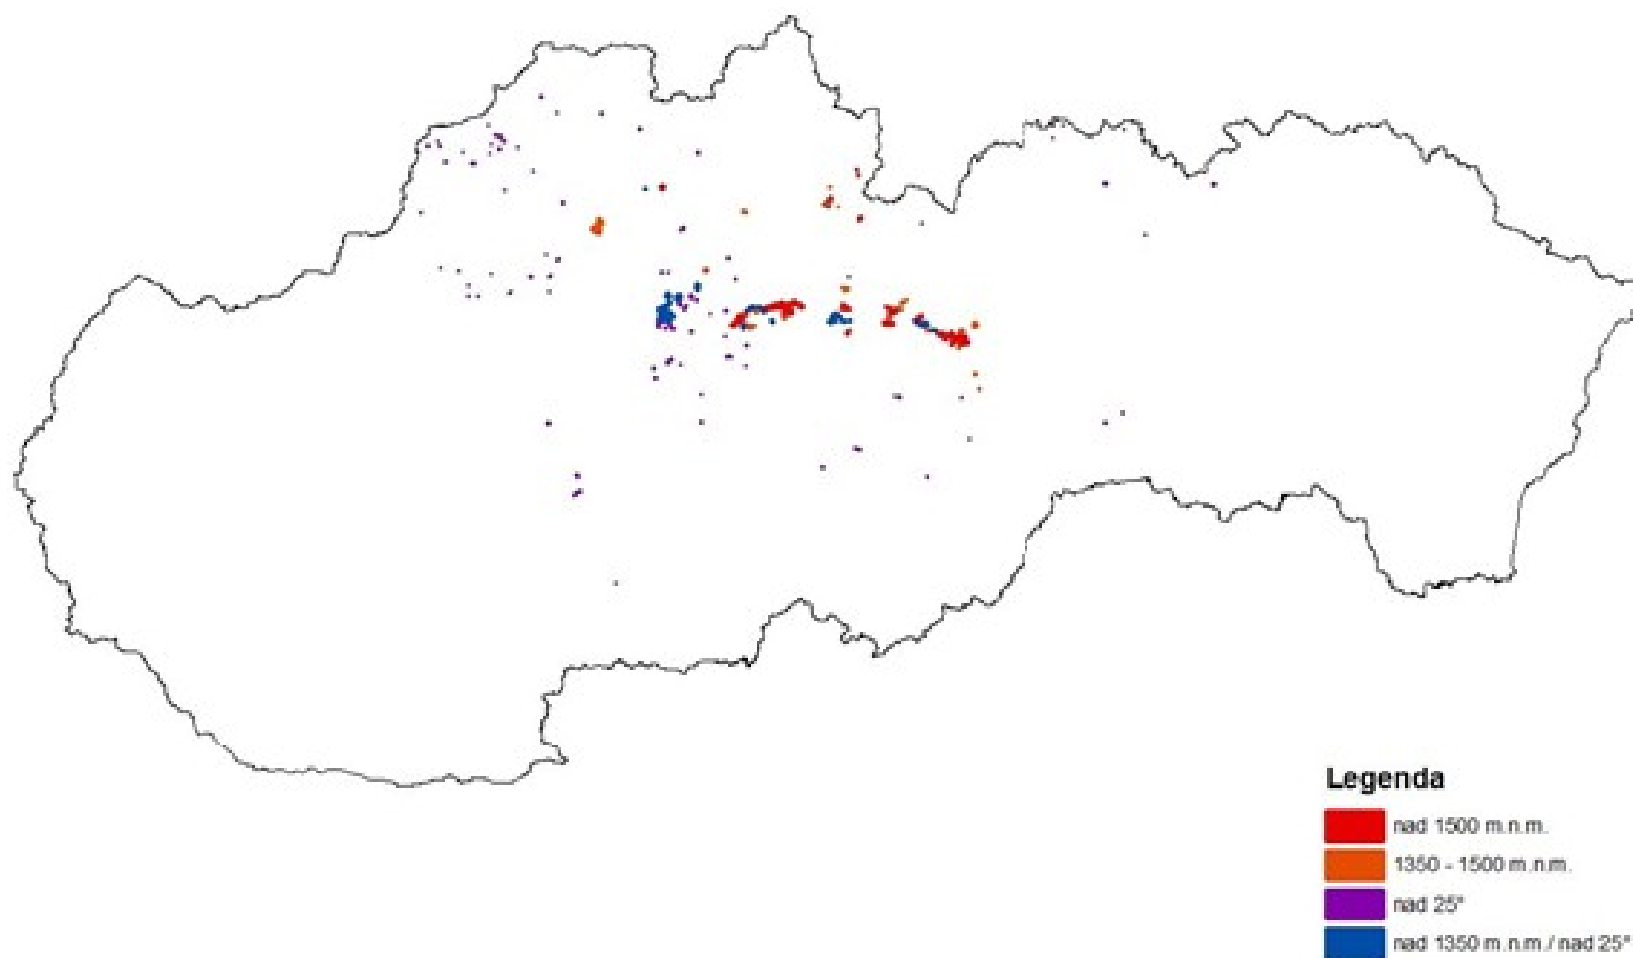 Legenda
nad 1500 m.n.m.
1350 - 1500 m.n.m.
nad 25°
nad 1350 m.n.m./ nad 25°